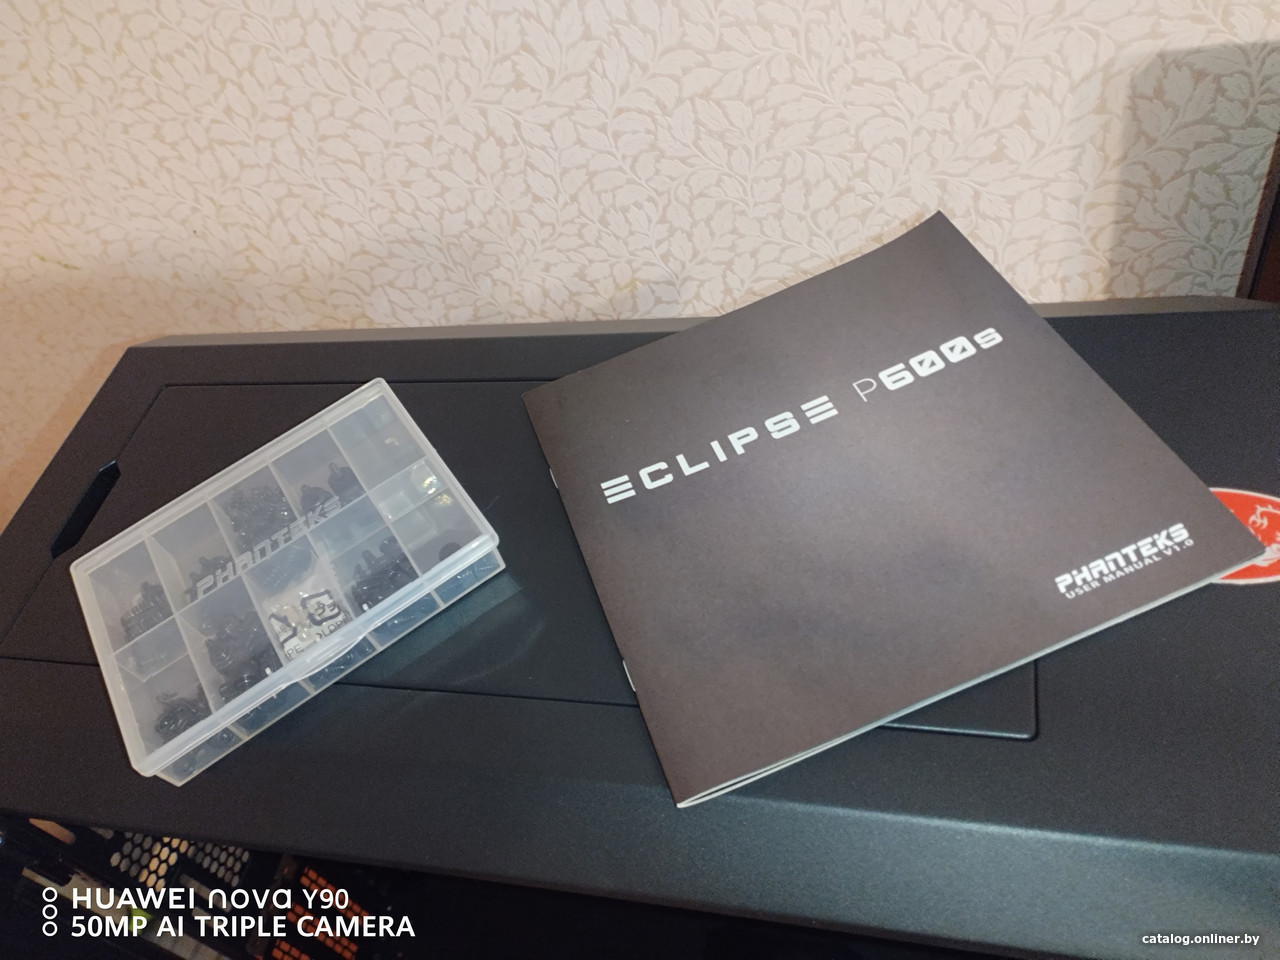 ECLIPSE P600s
PHANTEKS
USER MANUAL V1.0
PHANTEKS
HUAWEI nova Y90
50MP AI TRIPLE CAMERA
catalog.onliner.by